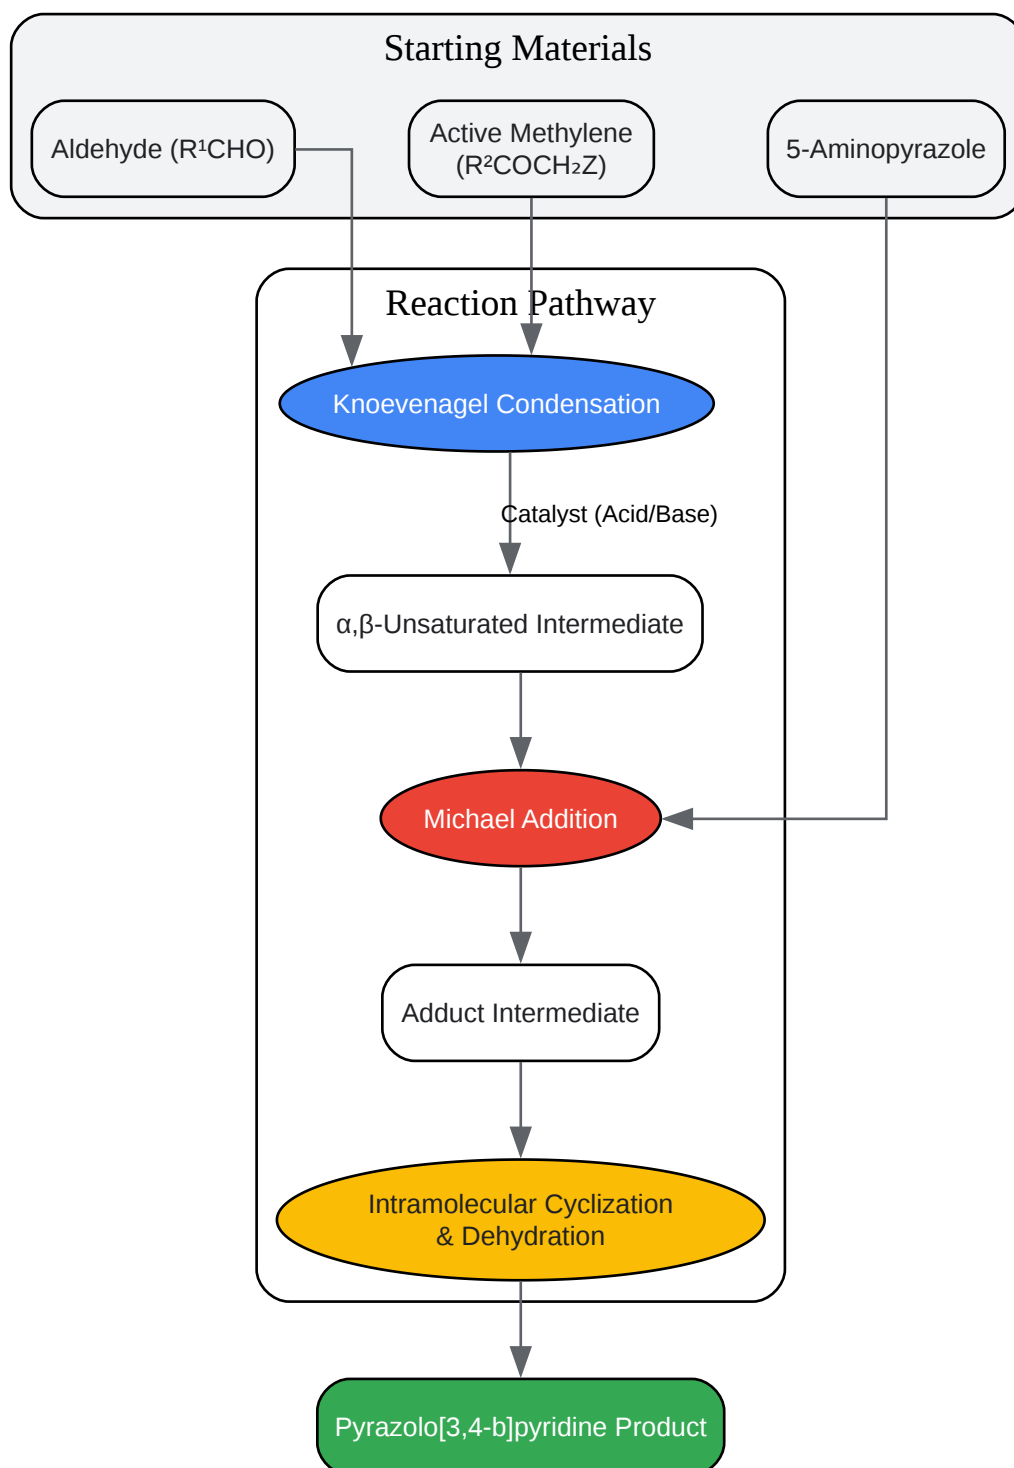 Starting Materials
Aldehyde (R¹CHO)
Active Methylene
(R²COCH₂Z)
5-Aminopyrazole
Reaction Pathway
Knoevenagel Condensation
Catalyst (Acid/Base)
α,β-Unsaturated Intermediate
Michael Addition
Adduct Intermediate
Intramolecular Cyclization
& Dehydration
Pyrazolo[3,4-b]pyridine Product